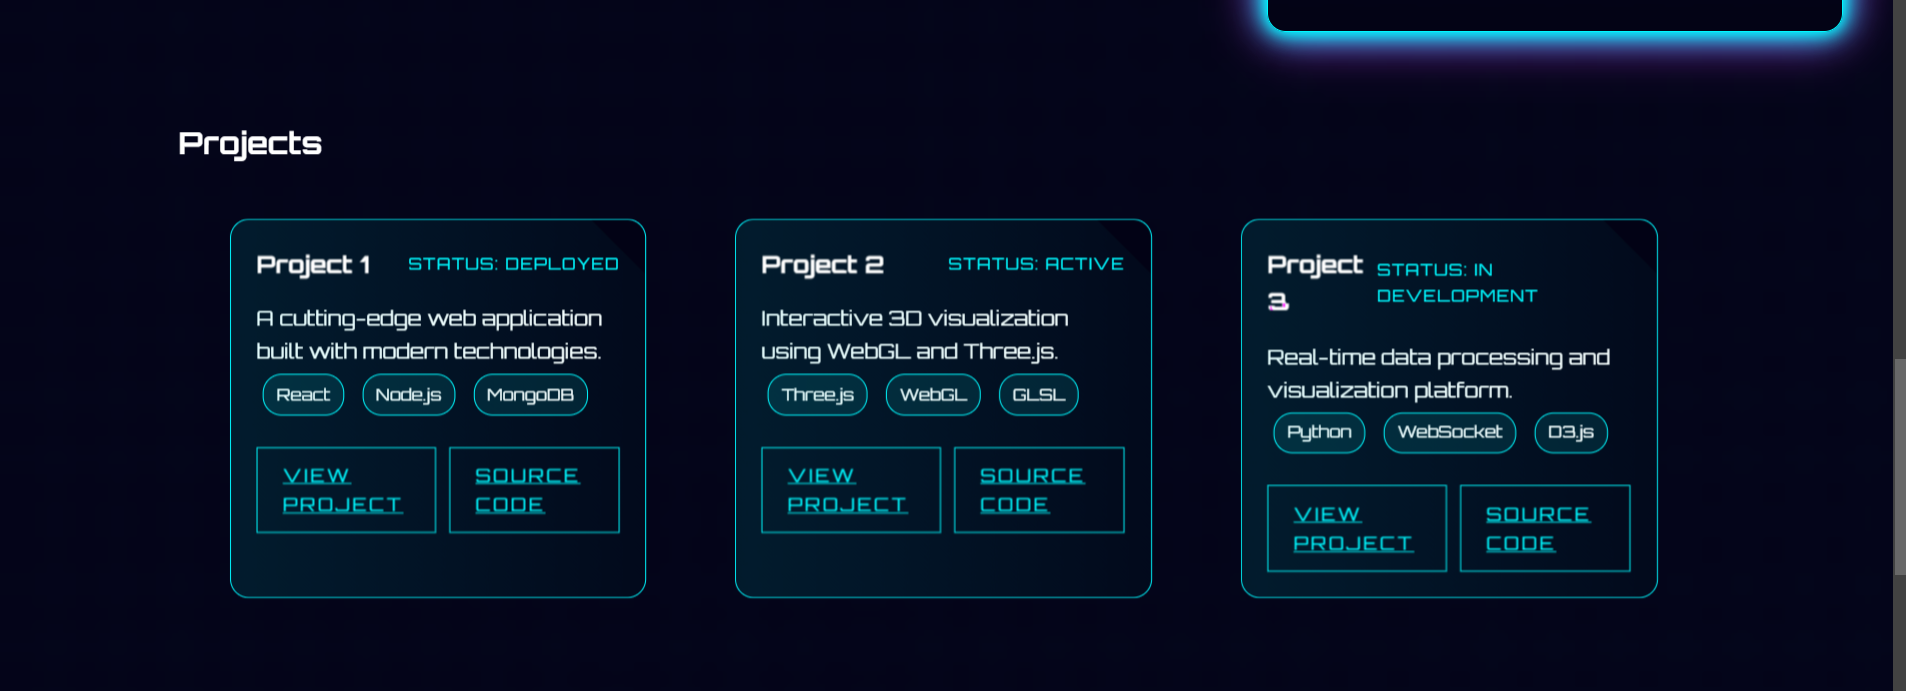 Projects
Project 1
STATUS: DEPLOYED
A cutting-edge web application
built with modern technologies.
React
Node.js
MongoDB
VIEW
PROJECT
SOURCE
CODE
Project 2
STATUS: ACTIVE
Interactive 3D visualization
using WebGL and Three.js.
Three.js
WebGL
GLSL
VIEW
PROJECT
SOURCE
CODE
Project
3
STATUS: IN
DEVELOPMENT
Real-time data processing and
visualization platform.
Python
WebSocket
D3.js
VIEW
PROJECT
SOURCE
CODE